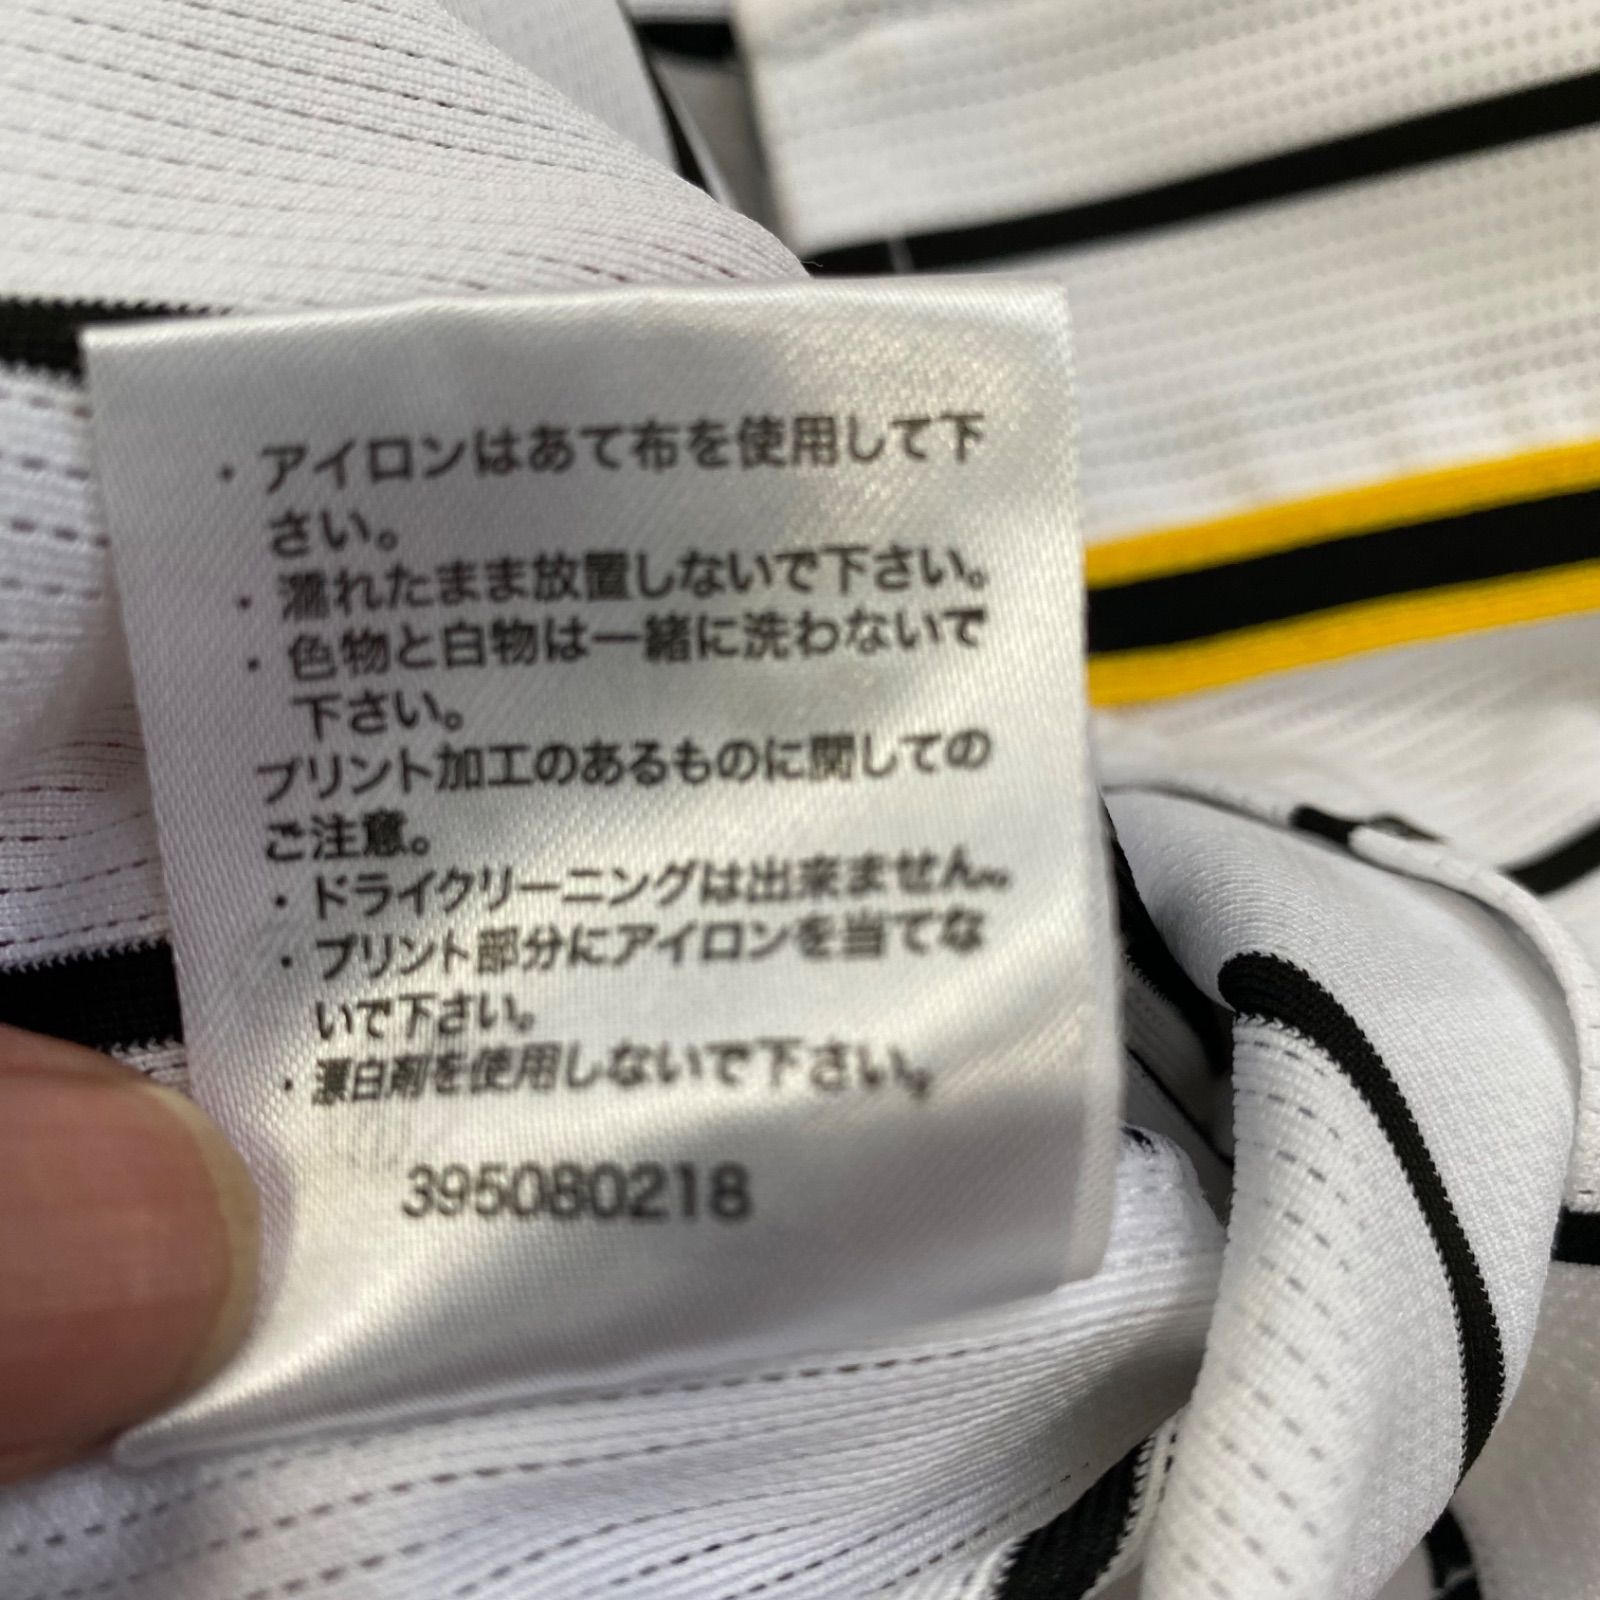 ・アイロンはあて布を使用して下
さい。
・濡れたまま放置しないで下さい。
・色物と白物は一緒に洗わないで
下さい。
プリント加工のあるものに関しての
ご注意。
・ドライクリーニングは出来ません。
・プリント部分にアイロンを当てな
いで下さい。
・漂白剤を使用しないで下さい。
395080218